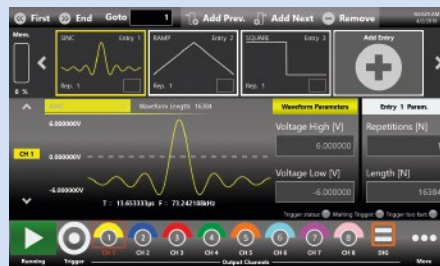 First End Goto 1 Add Prev. Add Next Remove
Mem.
SINC Entry 1 RAMP Entry 2 SQUARE Entry 3 Add Entry
Rep. 1 Rep. 1 Rep. 1
8 %
Waveform Length: 16384 Waveform Parameters Entry 1 Param.
6.000000V
Voltage High [V] Repetitions [N]
6.000000 1
CH 1 0.000000V
Voltage Low [V] Length [N]
-6.000000V
-6.000000 16384
T = 13.653333µs F = 73.242188kHz
Trigger status: Waiting Trigger: Trigger too fast:
1 2 3 4 5 6 7 8
CH 1 CH 2 CH 3 CH 4 CH 5 CH 6 CH 7 CH 8 DIG
Running Trigger Output Channels More